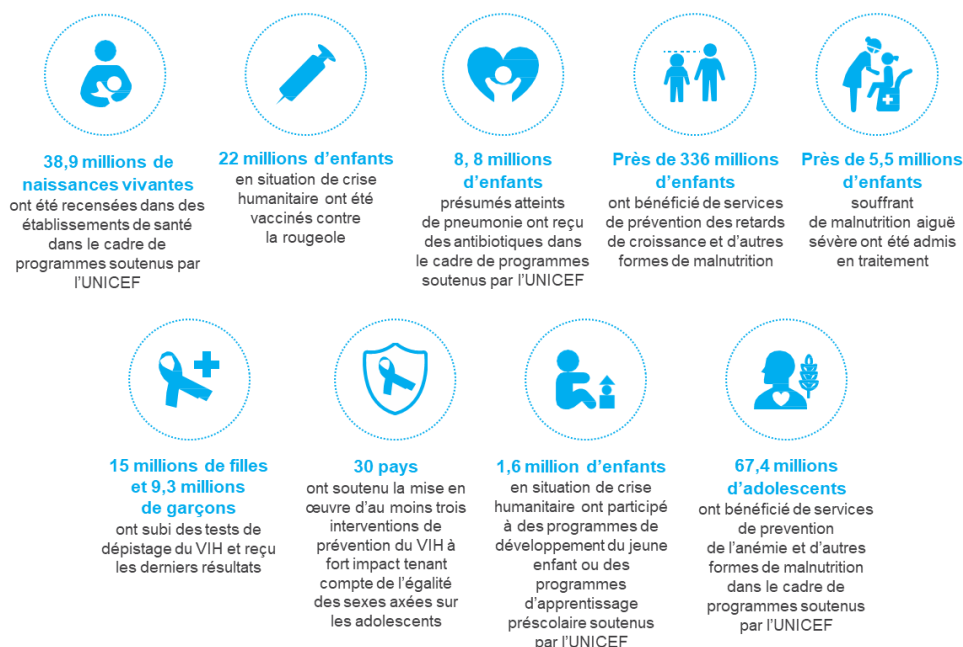 38,9 millions de
naissances vivantes
ont été recensées dans des
établissements de santé
dans le cadre de
programmes soutenus par
l'UNICEF
22 millions d'enfants
en situation de crise
humanitaire ont été
vaccinés contre
la rougeole
8, 8 millions
d'enfants
présumés atteints
de pneumonie ont reçu
des antibiotiques dans
le cadre de programmes
soutenus par l'UNICEF
Près de 336 millions
d'enfants
ont bénéficié de services
de prévention des retards
de croissance et d'autres
formes de malnutrition
Près de 5,5 millions
d'enfants
souffrant
de malnutrition aiguë
sévère ont été admis
en traitement
15 millions de filles
et 9,3 millions
de garçons
ont subi des tests de
dépistage du VIH et reçu
les derniers résultats
30 pays
ont soutenu la mise en
œuvre d'au moins trois
interventions de
prévention du VIH à
fort impact tenant
compte de l'égalité
des sexes axées sur
les adolescents
1,6 million d'enfants
en situation de crise
humanitaire ont participé
à des programmes de
développement du jeune
enfant ou des
programmes
d'apprentissage
préscolaire soutenus
par l'UNICEF
67,4 millions
d'adolescents
ont bénéficié de services
de prevention
de l'anémie et d'autres
formes de malnutrition
dans le cadre de
programmes soutenus
par l'UNICEF